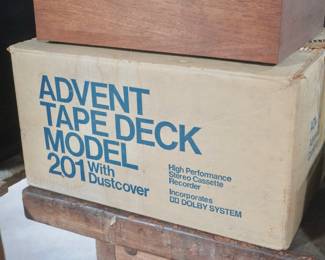 ADVENT
TAPE DECK
MODEL
201 With
Dustcover
High Performance
Stereo Cassette
Recorder
Incorporates
DOLBY SYSTEM